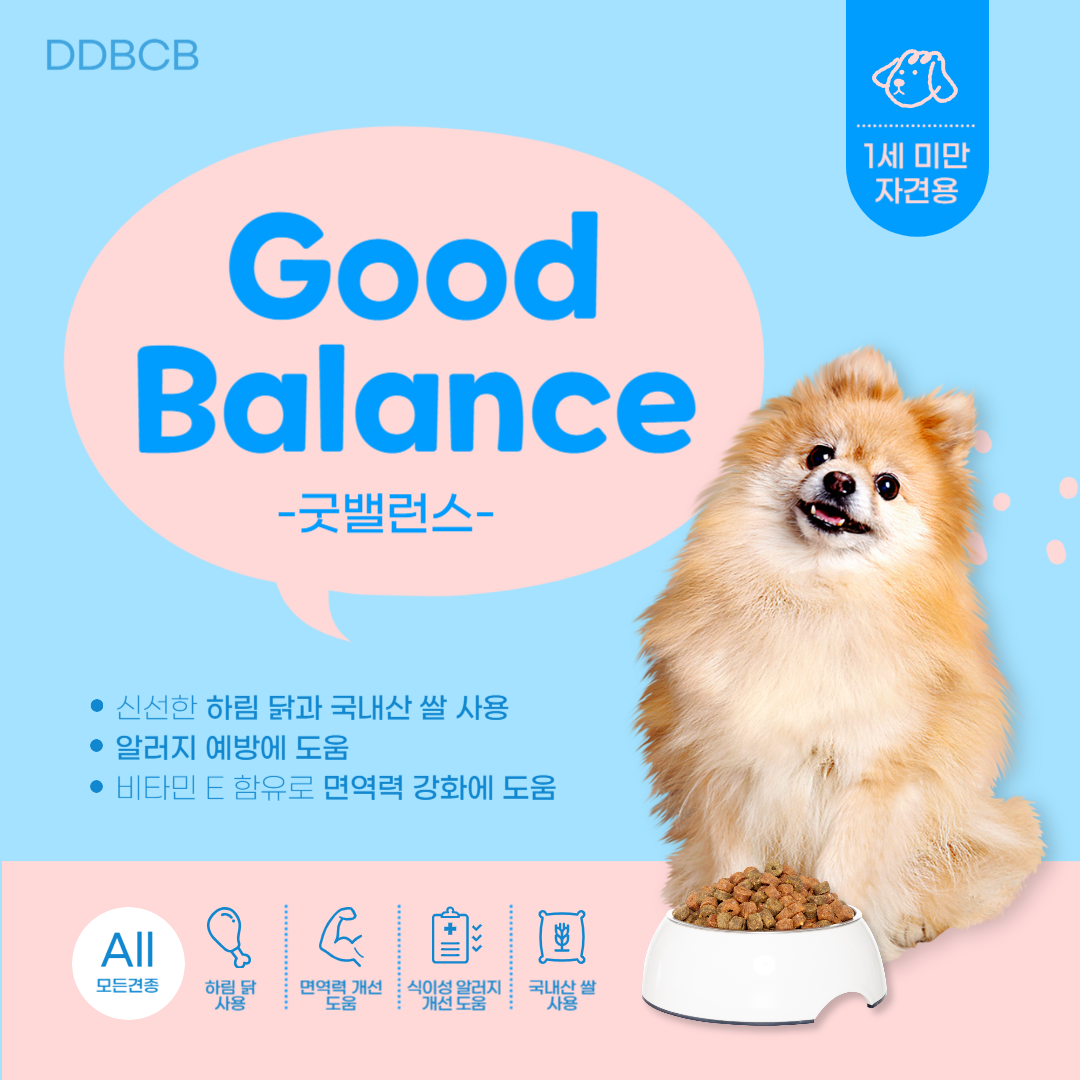 DDBCB
1세 미만
자견용
Good
Balance
-굿밸런스-
• 신선한 하림 닭과 국내산 쌀 사용
• 알러지 예방에 도움
• 비타민 E 함유로 면역력 강화에 도움
All
모든견종
하림 닭
사용
면역력 개선
도움
식이성 알러지
개선 도움
국내산 쌀
사용